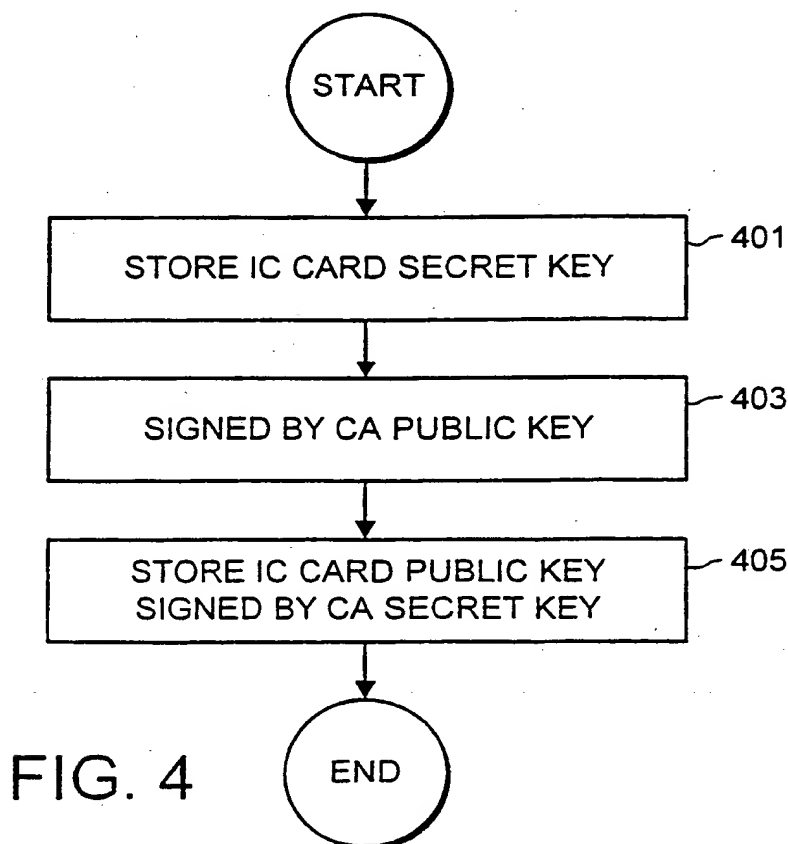 START
STORE IC CARD SECRET KEY
401
SIGNED BY CA PUBLIC KEY
403
STORE IC CARD PUBLIC KEY
SIGNED BY CA SECRET KEY
405
END
FIG. 4